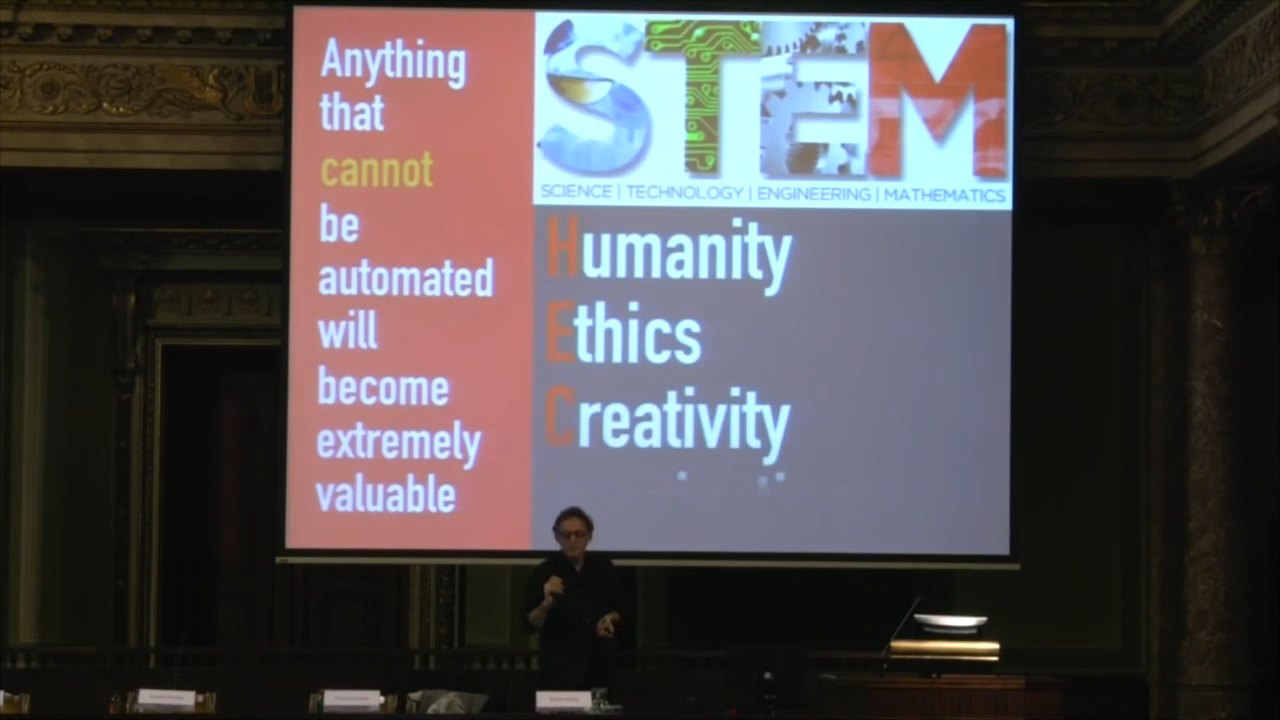 Anything
that
cannot
be
automated
will
become
extremely
valuable
STEM
SCIENCE | TECHNOLOGY | ENGINEERING | MATHEMATICS
Humanity
Ethics
Creativity